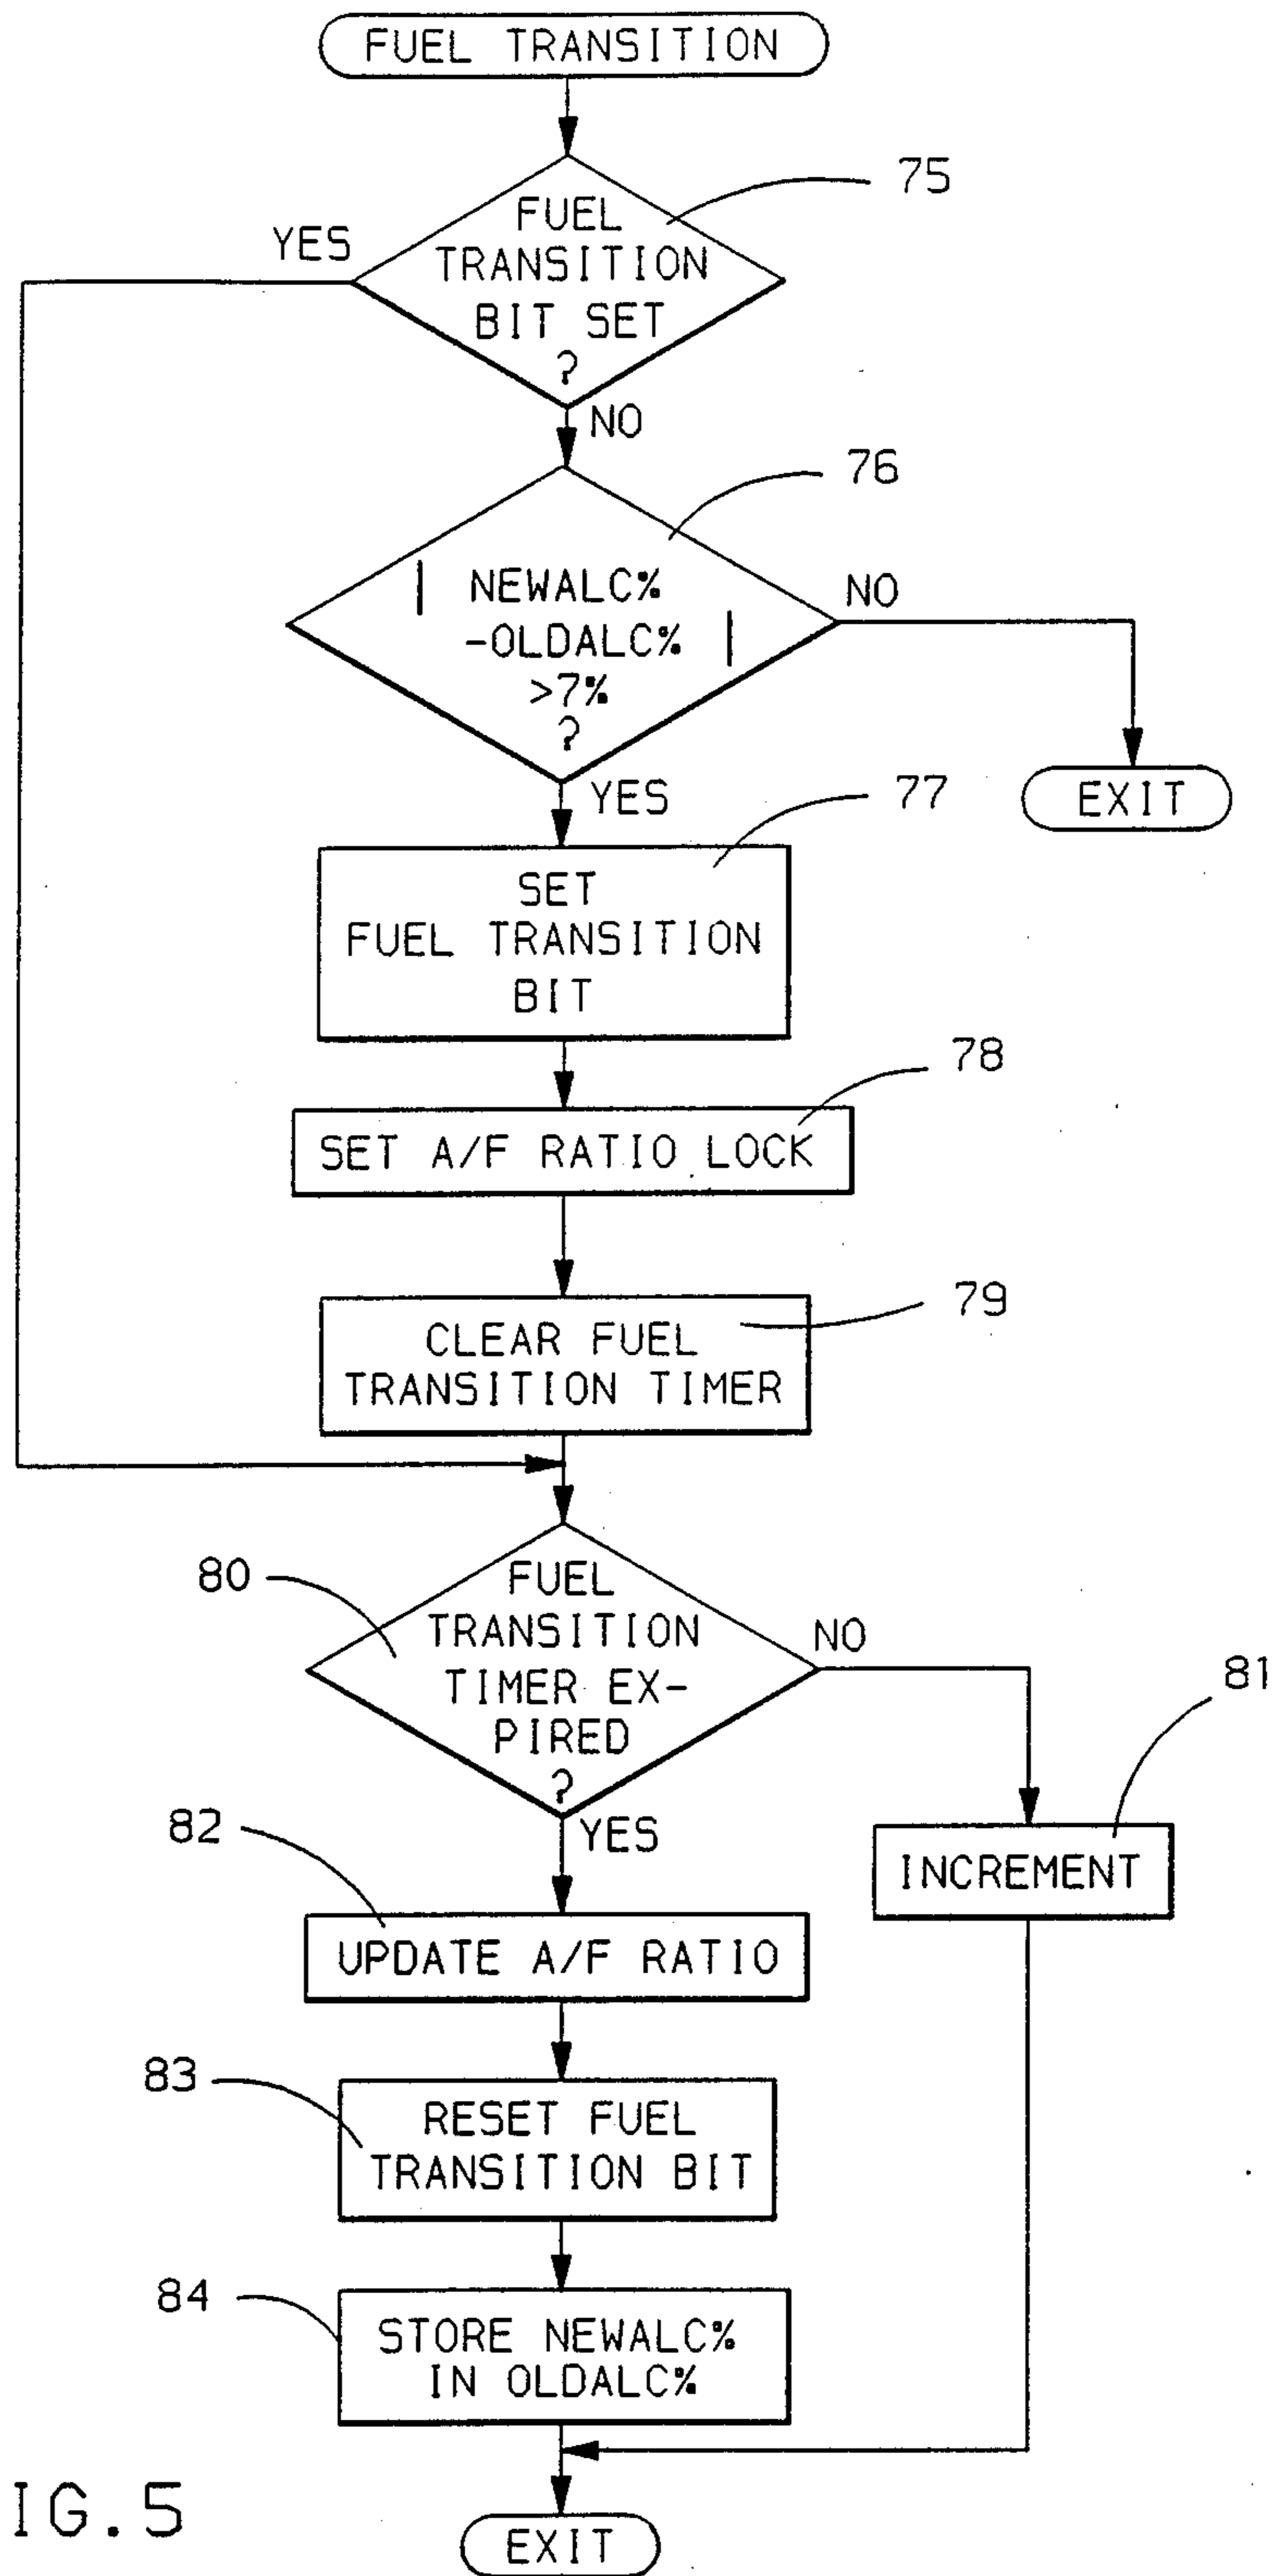 FUEL TRANSITION
75
FUEL
TRANSITION
BIT SET
?
YES
NO
76
| NEWALC%
-OLDALC% |
>7%
?
NO
YES
EXIT
77
SET
FUEL TRANSITION
BIT
78
SET A/F RATIO LOCK
79
CLEAR FUEL
TRANSITION TIMER
80
FUEL
TRANSITION
TIMER EX-
PIRED
?
NO
YES
81
INCREMENT
82
UPDATE A/F RATIO
83
RESET FUEL
TRANSITION BIT
84
STORE NEWALC%
IN OLDALC%
EXIT
IG.5